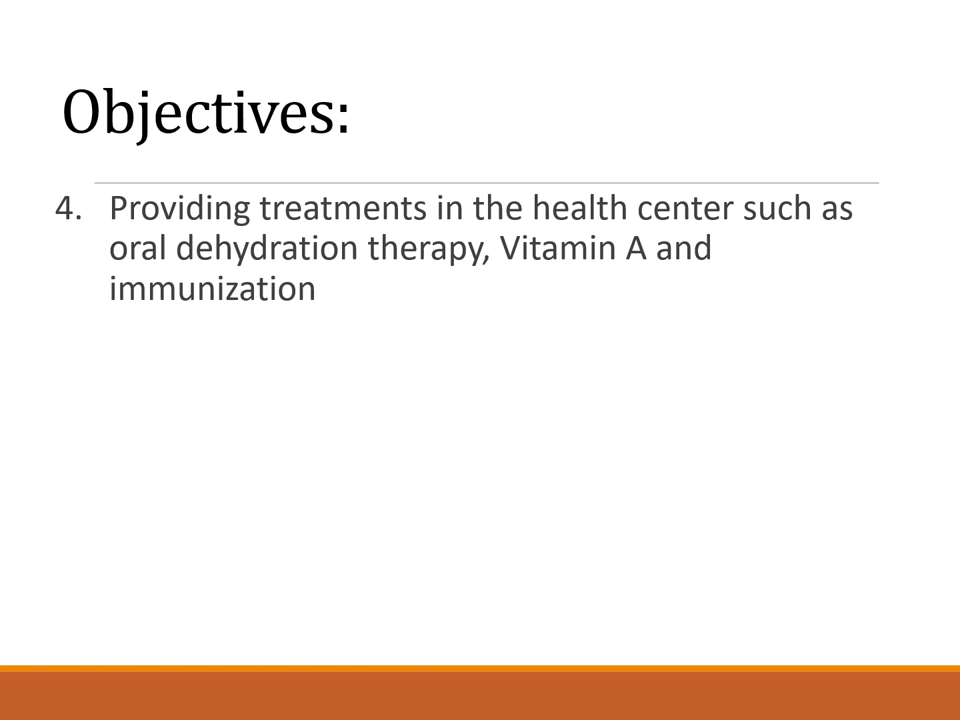 Objectives:
4. Providing treatments in the health center such as
oral dehydration therapy, Vitamin A and
immunization